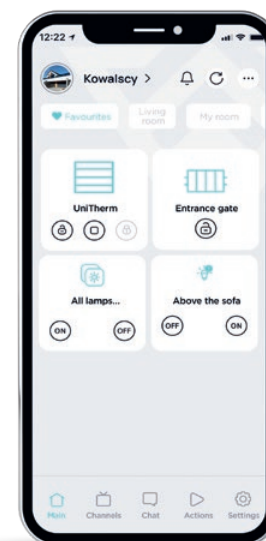 12:22
Kowalscy >
Favourites
Living
room
My room
UniTherm
Entrance gate
All lamps...
Above the sofa
ON
OFF
OFF
ON
Main
Channels
Chat
Actions
Settings